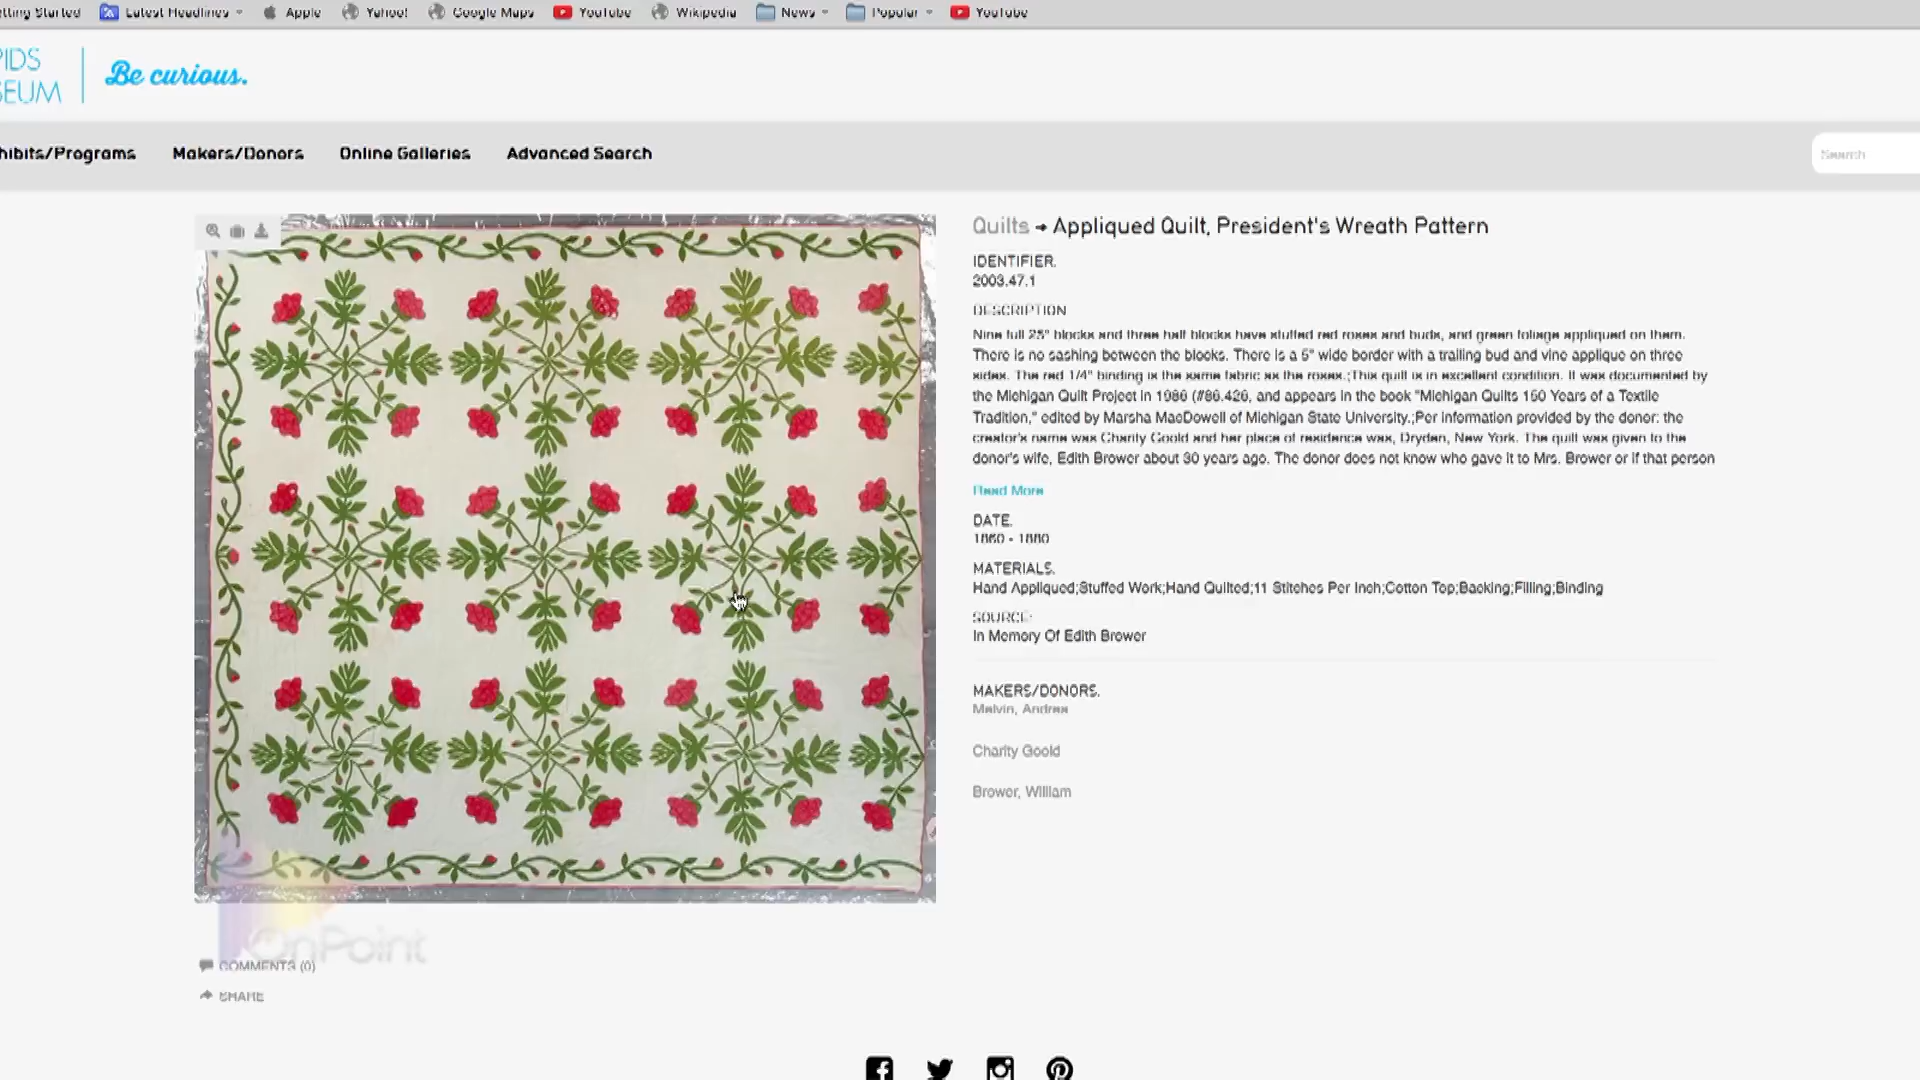 tting Started Latest Headlines Apple Yahoo! Google Maps YouTube Wikipedia News Popular YouTube
PIDS
SEUM
Be curious.
hibits/Programs Makers/Donors Online Galleries Advanced Search Search
Quilts → Appliqued Quilt, President's Wreath Pattern
IDENTIFIER.
2003.47.1
DESCRIPTION
Nine full 25" blocks and three half blocks have stuffed red roses and buds, and green foliage appliqued on them.
There is no sashing between the blocks. There is a 5" wide border with a trailing bud and vine applique on three
sides. The red 1/4" binding is the same fabric as the roses.;This quilt is in excellent condition. It was documented by
the Michigan Quilt Project in 1986 (#86.426, and appears in the book "Michigan Quilts 150 Years of a Textile
Tradition," edited by Marsha MacDowell of Michigan State University.;Per information provided by the donor: the
creator's name was Charity Goold and her place of residence was, Dryden, New York. The quilt was given to the
donor's wife, Edith Brower about 30 years ago. The donor does not know who gave it to Mrs. Brower or if that person
Read More
DATE.
1860 - 1880
MATERIALS.
Hand Appliqued;Stuffed Work;Hand Quilted;11 Stitches Per Inch;Cotton Top;Backing;Filling;Binding
SOURCE:
In Memory Of Edith Brower
MAKERS/DONORS.
Melvin, Andrea
Charity Goold
Brower, William
OnPoint
COMMENTS (0)
SHARE